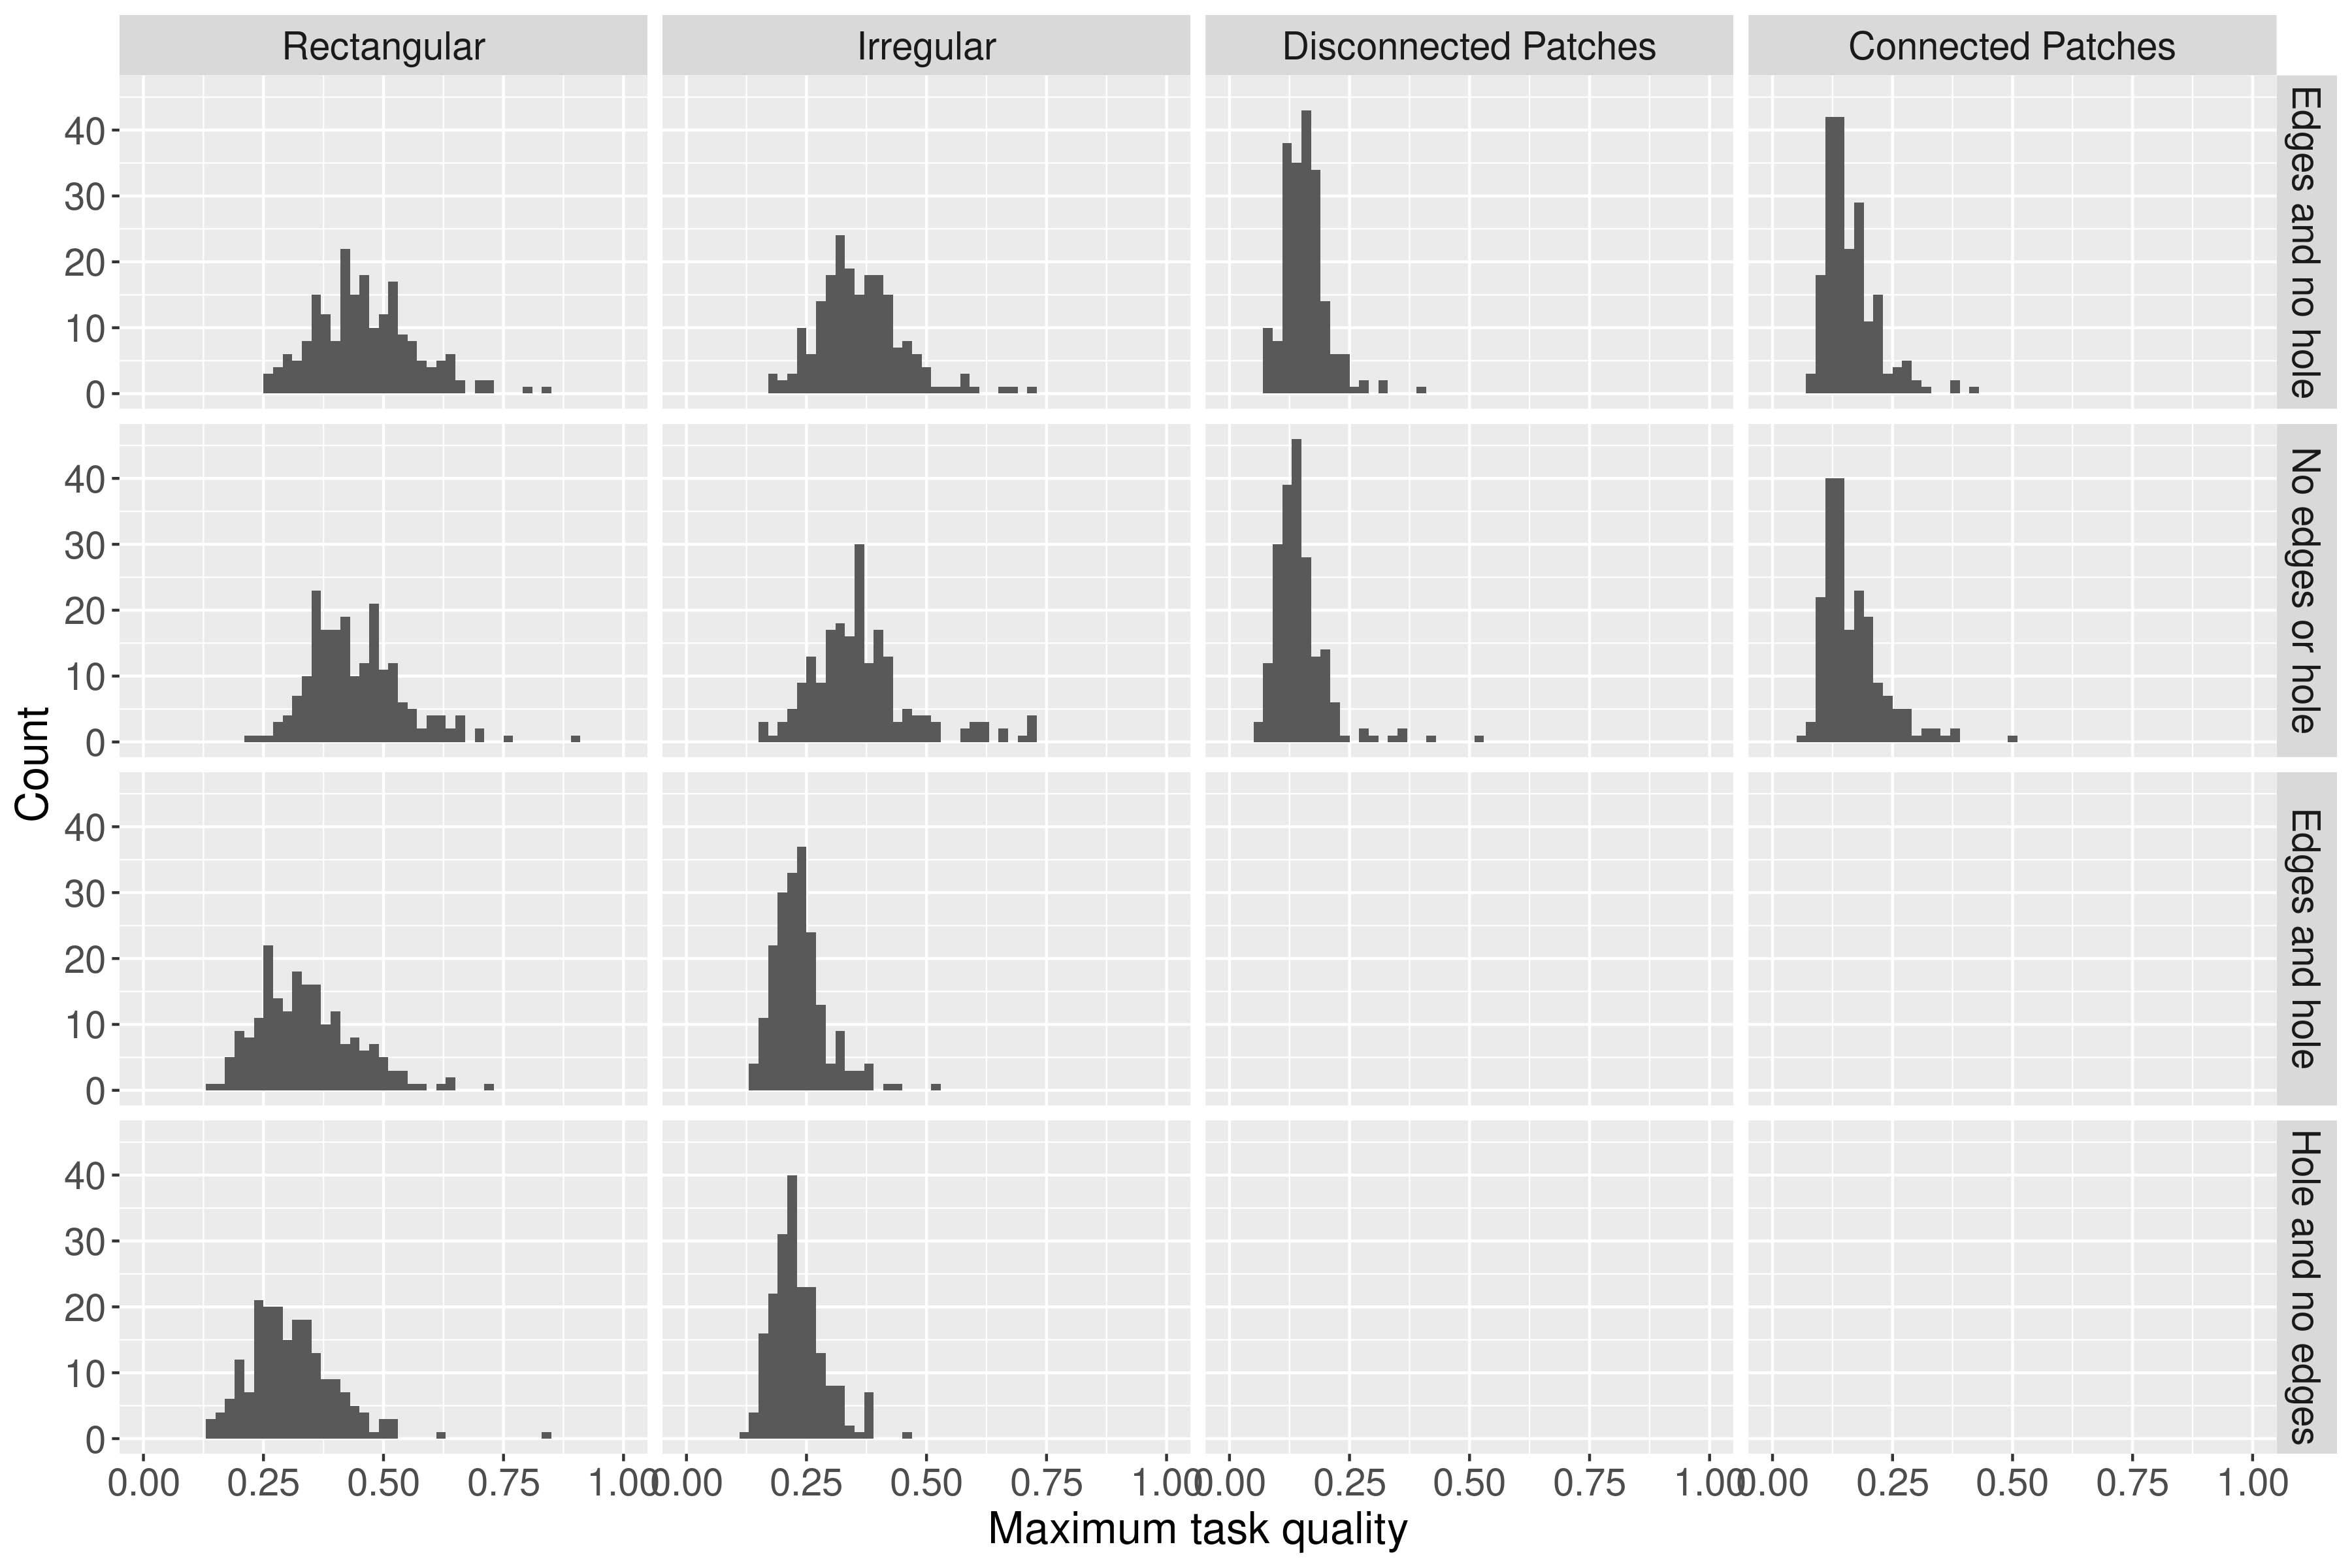 Rectangular
Irregular
Disconnected Patches
Connected Patches
40
30
20
10
0
Edges and no hole
40
30
20
10
0
No edges or hole
Count
40
30
20
10
0
Edges and hole
40
30
20
10
0
Hole and no edges
0.00 0.25 0.50 0.75 1.00
0.00 0.25 0.50 0.75 1.00
0.00 0.25 0.50 0.75 1.00
0.00 0.25 0.50 0.75 1.00
Maximum task quality